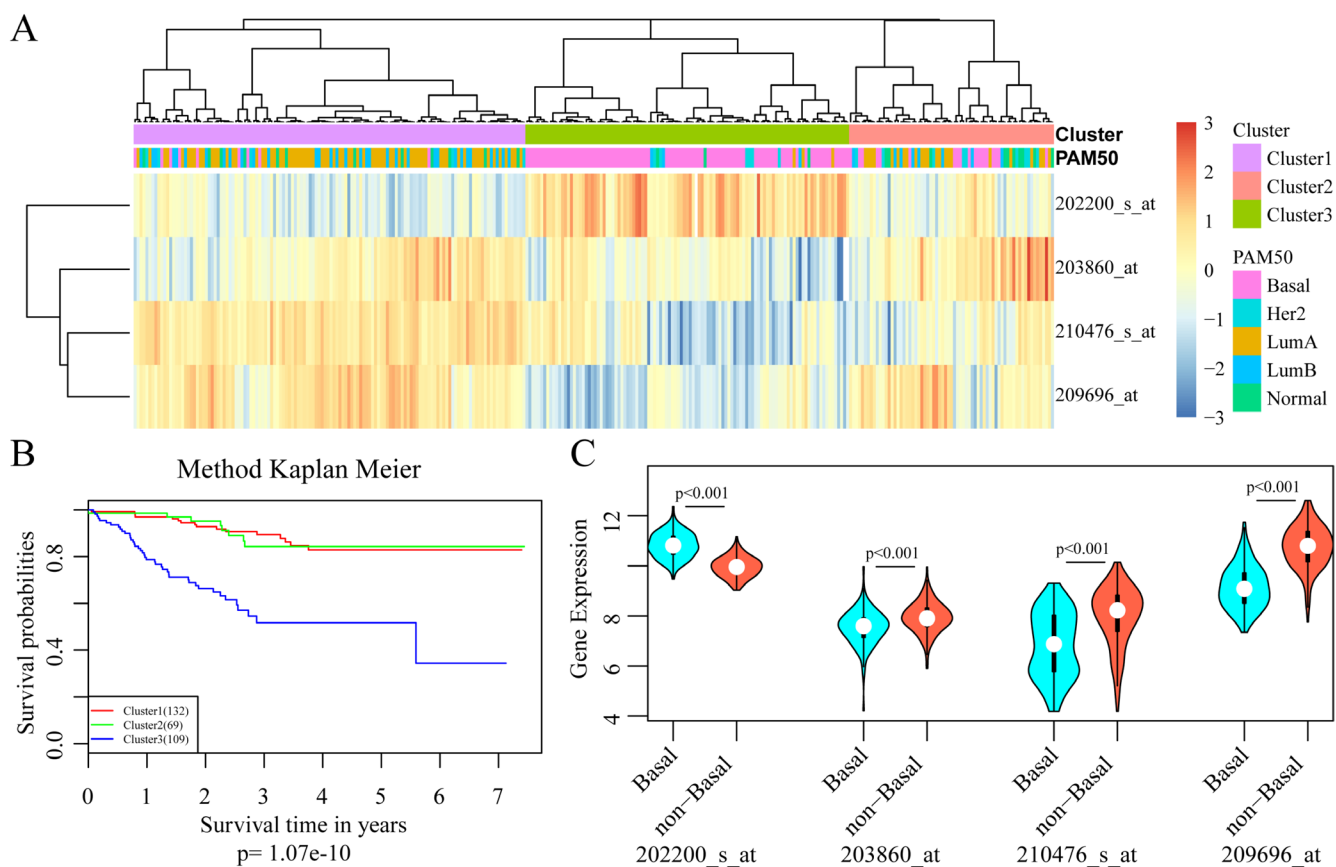 A
Cluster
PAM50
202200_s_at
203860_at
210476_s_at
209696_at
3
2
1
0
−1
−2
−3
Cluster
Cluster1
Cluster2
Cluster3
PAM50
Basal
Her2
LumA
LumB
Normal
B
Method Kaplan Meier
Survival probabilities
0.8
0.4
0.0
Cluster1(132)
Cluster2(69)
Cluster3(109)
0 1 2 3 4 5 6 7
Survival time in years
p= 1.07e-10
C
Gene Expression
12
8
6
4
p<0.001
p<0.001
p<0.001
p<0.001
Basal
non−Basal
Basal
non−Basal
Basal
non−Basal
Basal
non−Basal
202200_s_at 203860_at 210476_s_at 209696_at